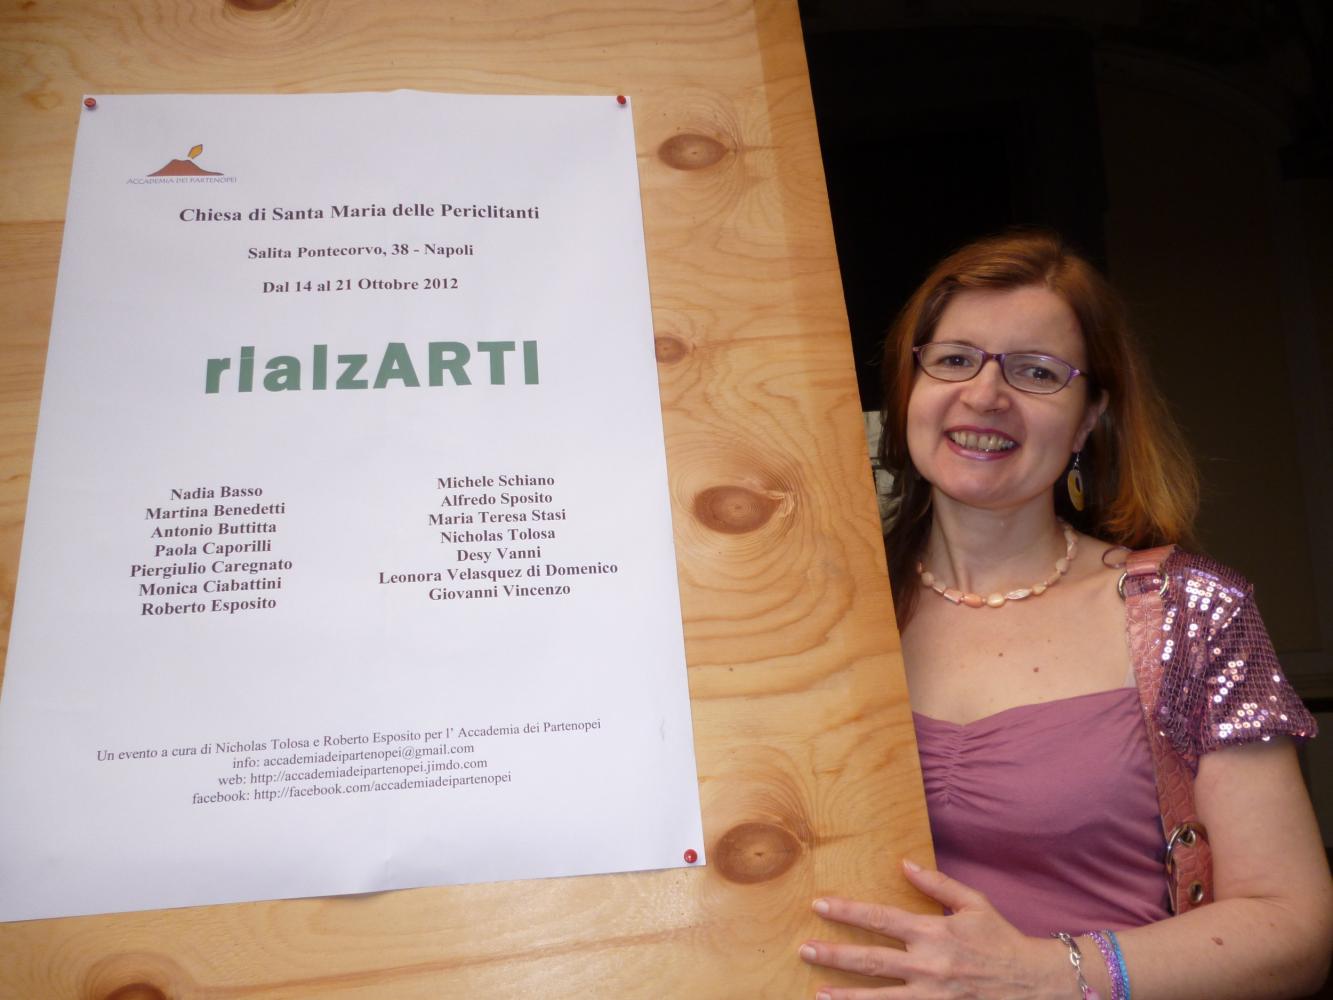 ACCADEMIA DEI PARTENOPEI
Chiesa di Santa Maria delle Periclitanti
Salita Pontecorvo, 38 - Napoli
Dal 14 al 21 Ottobre 2012
rialzARTI
Nadia Basso
Martina Benedetti
Antonio Buttitta
Paola Caporilli
Piergiulio Caregnato
Monica Ciabattini
Roberto Esposito
Michele Schiano
Alfredo Sposito
Maria Teresa Stasi
Nicholas Tolosa
Desy Vanni
Leonora Velasquez di Domenico
Giovanni Vincenzo
Un evento a cura di Nicholas Tolosa e Roberto Esposito per l' Accademia dei Partenopei
info: accademiadeipartenopei@gmail.com
web: http://accademiadeipartenopei.jimdo.com
facebook: http://facebook.com/accademiadeipartenopei